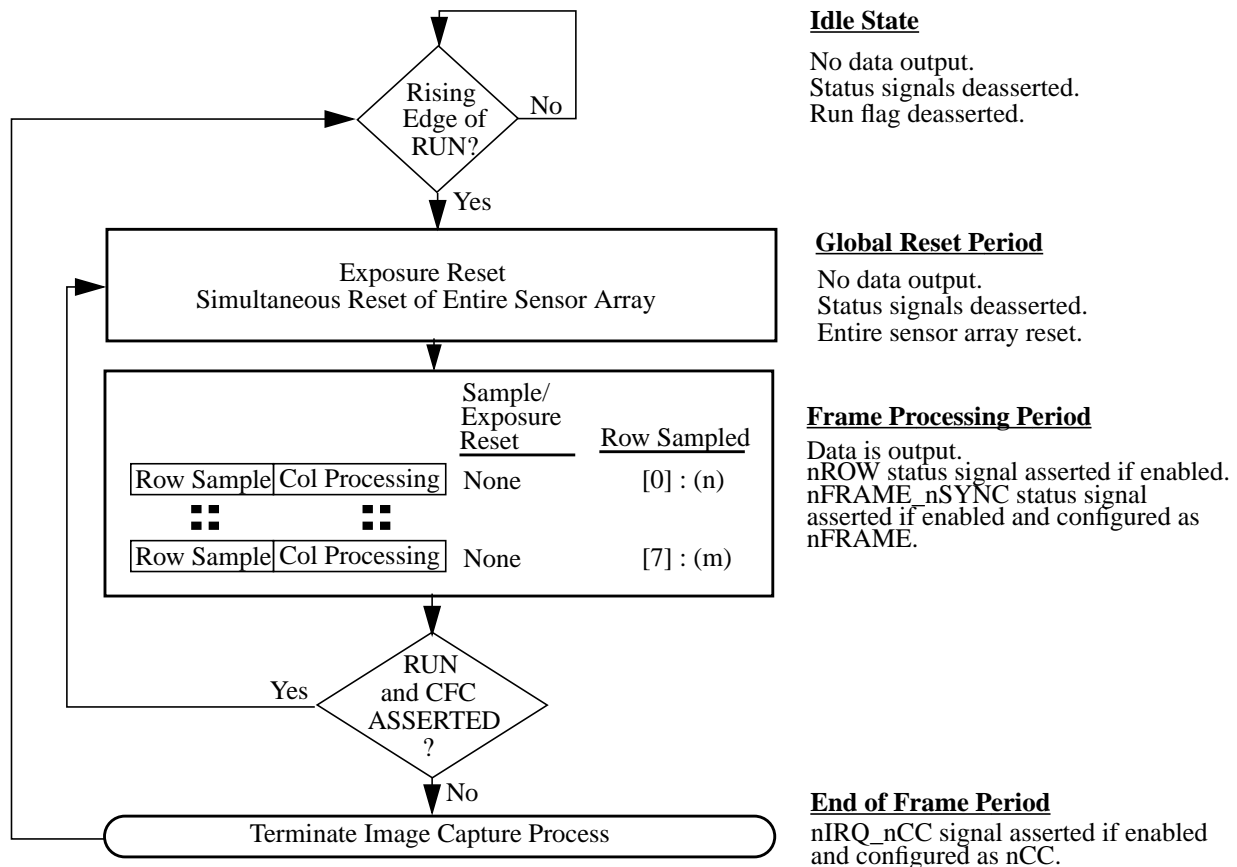 Idle State
No data output.
Status signals deasserted.
Run flag deasserted.
Rising
Edge of
RUN?
No
Yes
Global Reset Period
No data output.
Status signals deasserted.
Entire sensor array reset.
Exposure Reset
Simultaneous Reset of Entire Sensor Array
Frame Processing Period
Data is output.
nROW status signal asserted if enabled.
nFRAME_nSYNC status signal
asserted if enabled and configured as
nFRAME.
Sample/
Exposure
Reset
Row Sampled
Row Sample Col Processing None [0] : (n)
Row Sample Col Processing None [7] : (m)
RUN
and CFC
ASSERTED
?
Yes
No
End of Frame Period
nIRQ_nCC signal asserted if enabled
and configured as nCC.
Terminate Image Capture Process